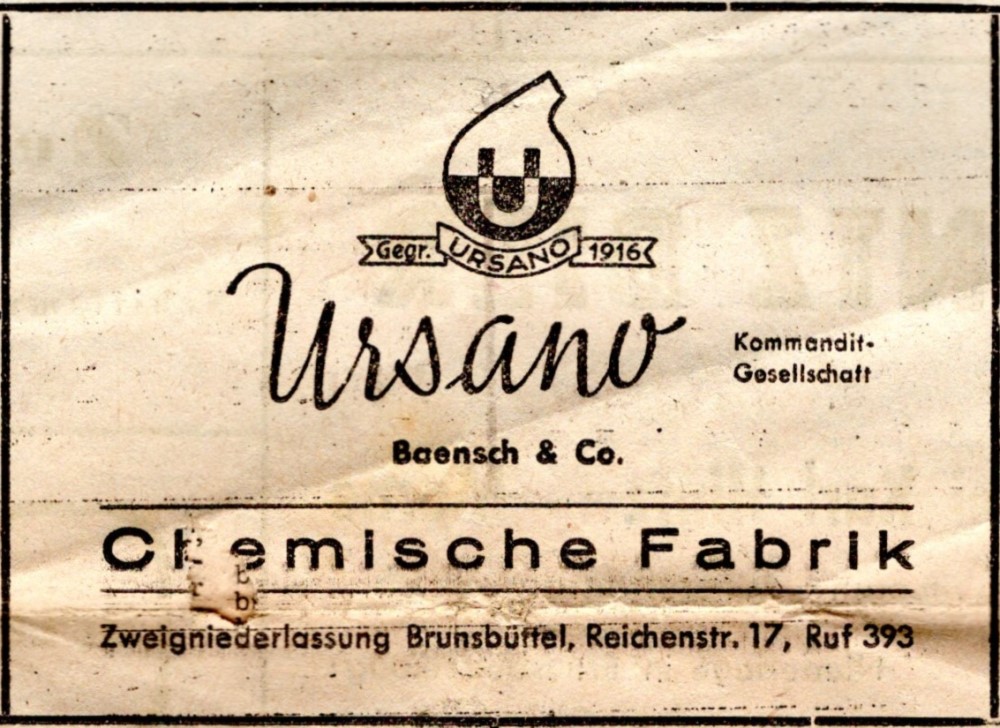 U
Gegr. URSANO 1916
Ursano
Kommandit-
Gesellschaft
Baensch & Co.
Chemische Fabrik
Zweigniederlassung Brunsbüttel, Reichenstr. 17, Ruf 393